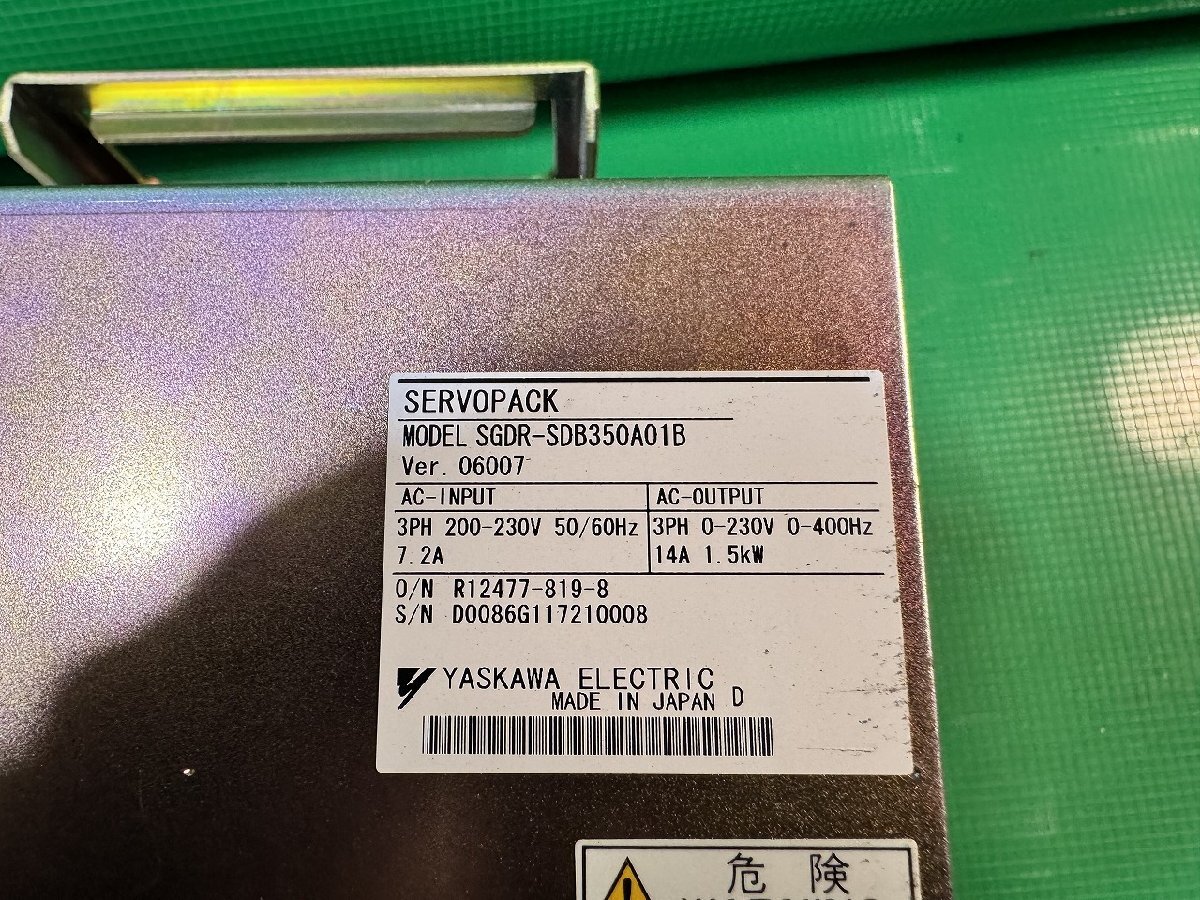 SERVOPACK
MODEL SGDR-SDB350A01B
Ver. 06007
AC-INPUT AC-OUTPUT
3PH 200-230V 50/60Hz 3PH 0-230V 0-400Hz
7.2A 14A 1.5kW
O/N R12477-819-8
S/N D0086G117210008
YASKAWA ELECTRIC
MADE IN JAPAN D
危 険